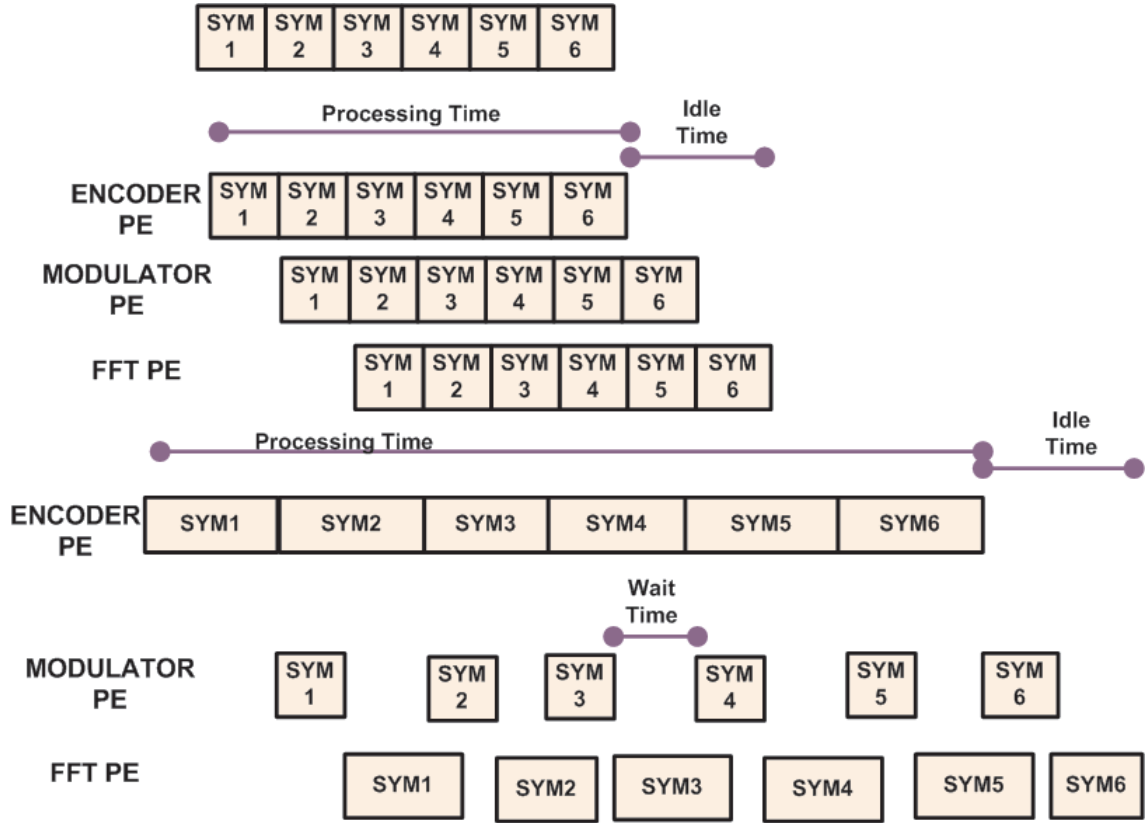 SYM SYM SYM SYM SYM SYM
1 2 3 4 5 6
Processing Time
Idle
Time
ENCODER
PE
SYM SYM SYM SYM SYM SYM
1 2 3 4 5 6
MODULATOR
PE
SYM SYM SYM SYM SYM SYM
1 2 3 4 5 6
FFT PE
SYM SYM SYM SYM SYM SYM
1 2 3 4 5 6
Processing Time
Idle
Time
ENCODER
PE
SYM1 SYM2 SYM3 SYM4 SYM5 SYM6
Wait
Time
MODULATOR
PE
SYM SYM SYM SYM SYM SYM
1 2 3 4 5 6
FFT PE
SYM1 SYM2 SYM3 SYM4 SYM5 SYM6